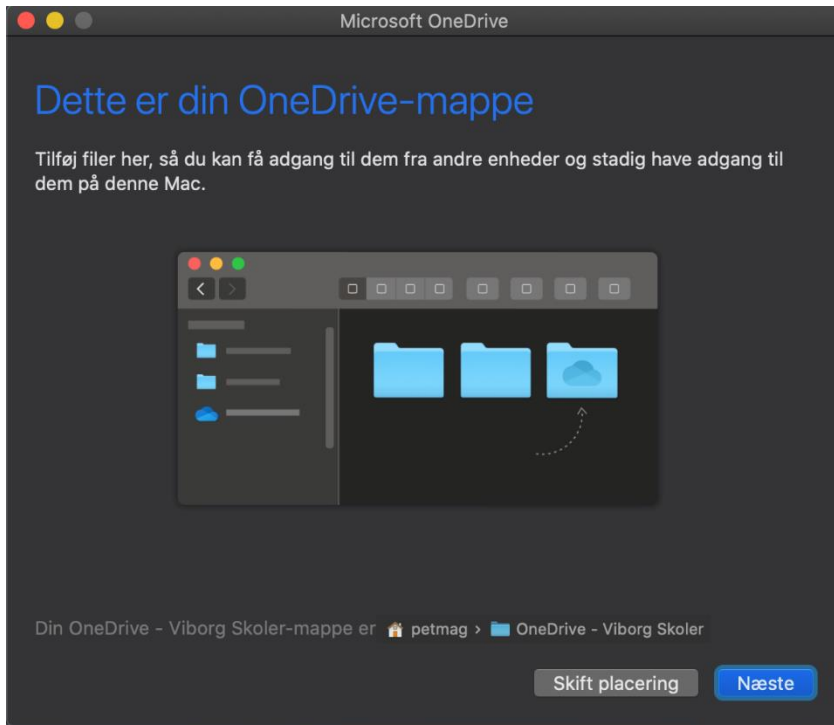 Microsoft OneDrive
Dette er din OneDrive-mappe
Tilføj filer her, så du kan få adgang til dem fra andre enheder og stadig have adgang til
dem på denne Mac.
Din OneDrive - Viborg Skoler-mappe er petmag › OneDrive - Viborg Skoler
Skift placering Næste